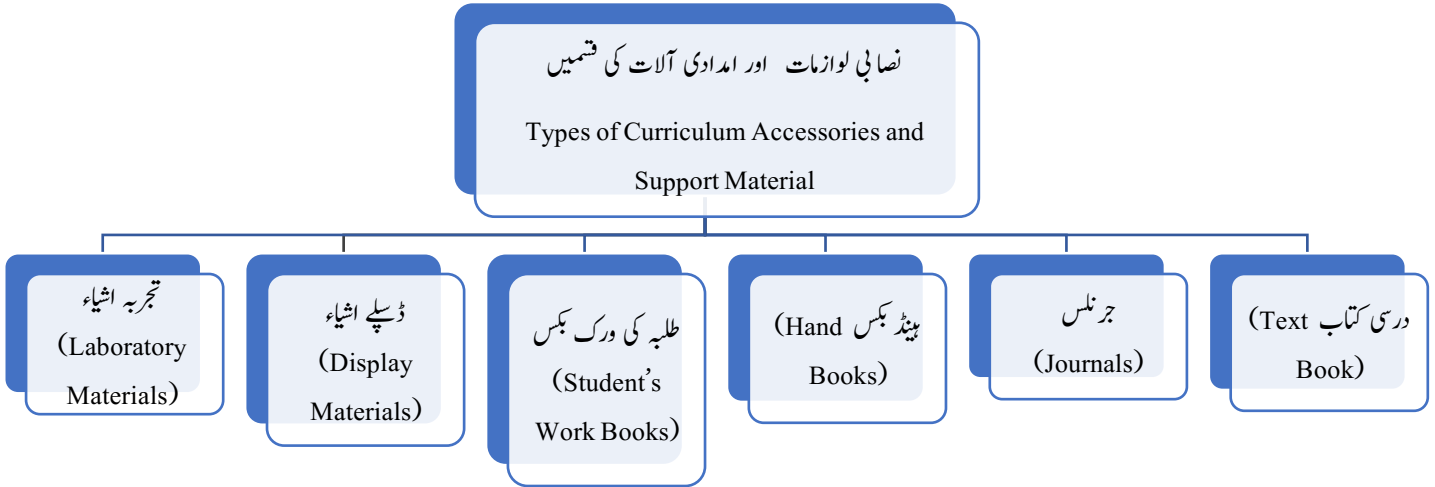 نصابی لوازمات اور امدادی آلات کی قسمیں
Types of Curriculum Accessories and
Support Material
درسی کتاب (Text
Book)
جرنلس
(Journals)
ہینڈ بکس (Hand
Books)
طلبہ کی ورک بکس
(Student’s
Work Books)
ڈسپلے اشیاء
(Display
Materials)
تجربہ اشیاء
(Laboratory
Materials)